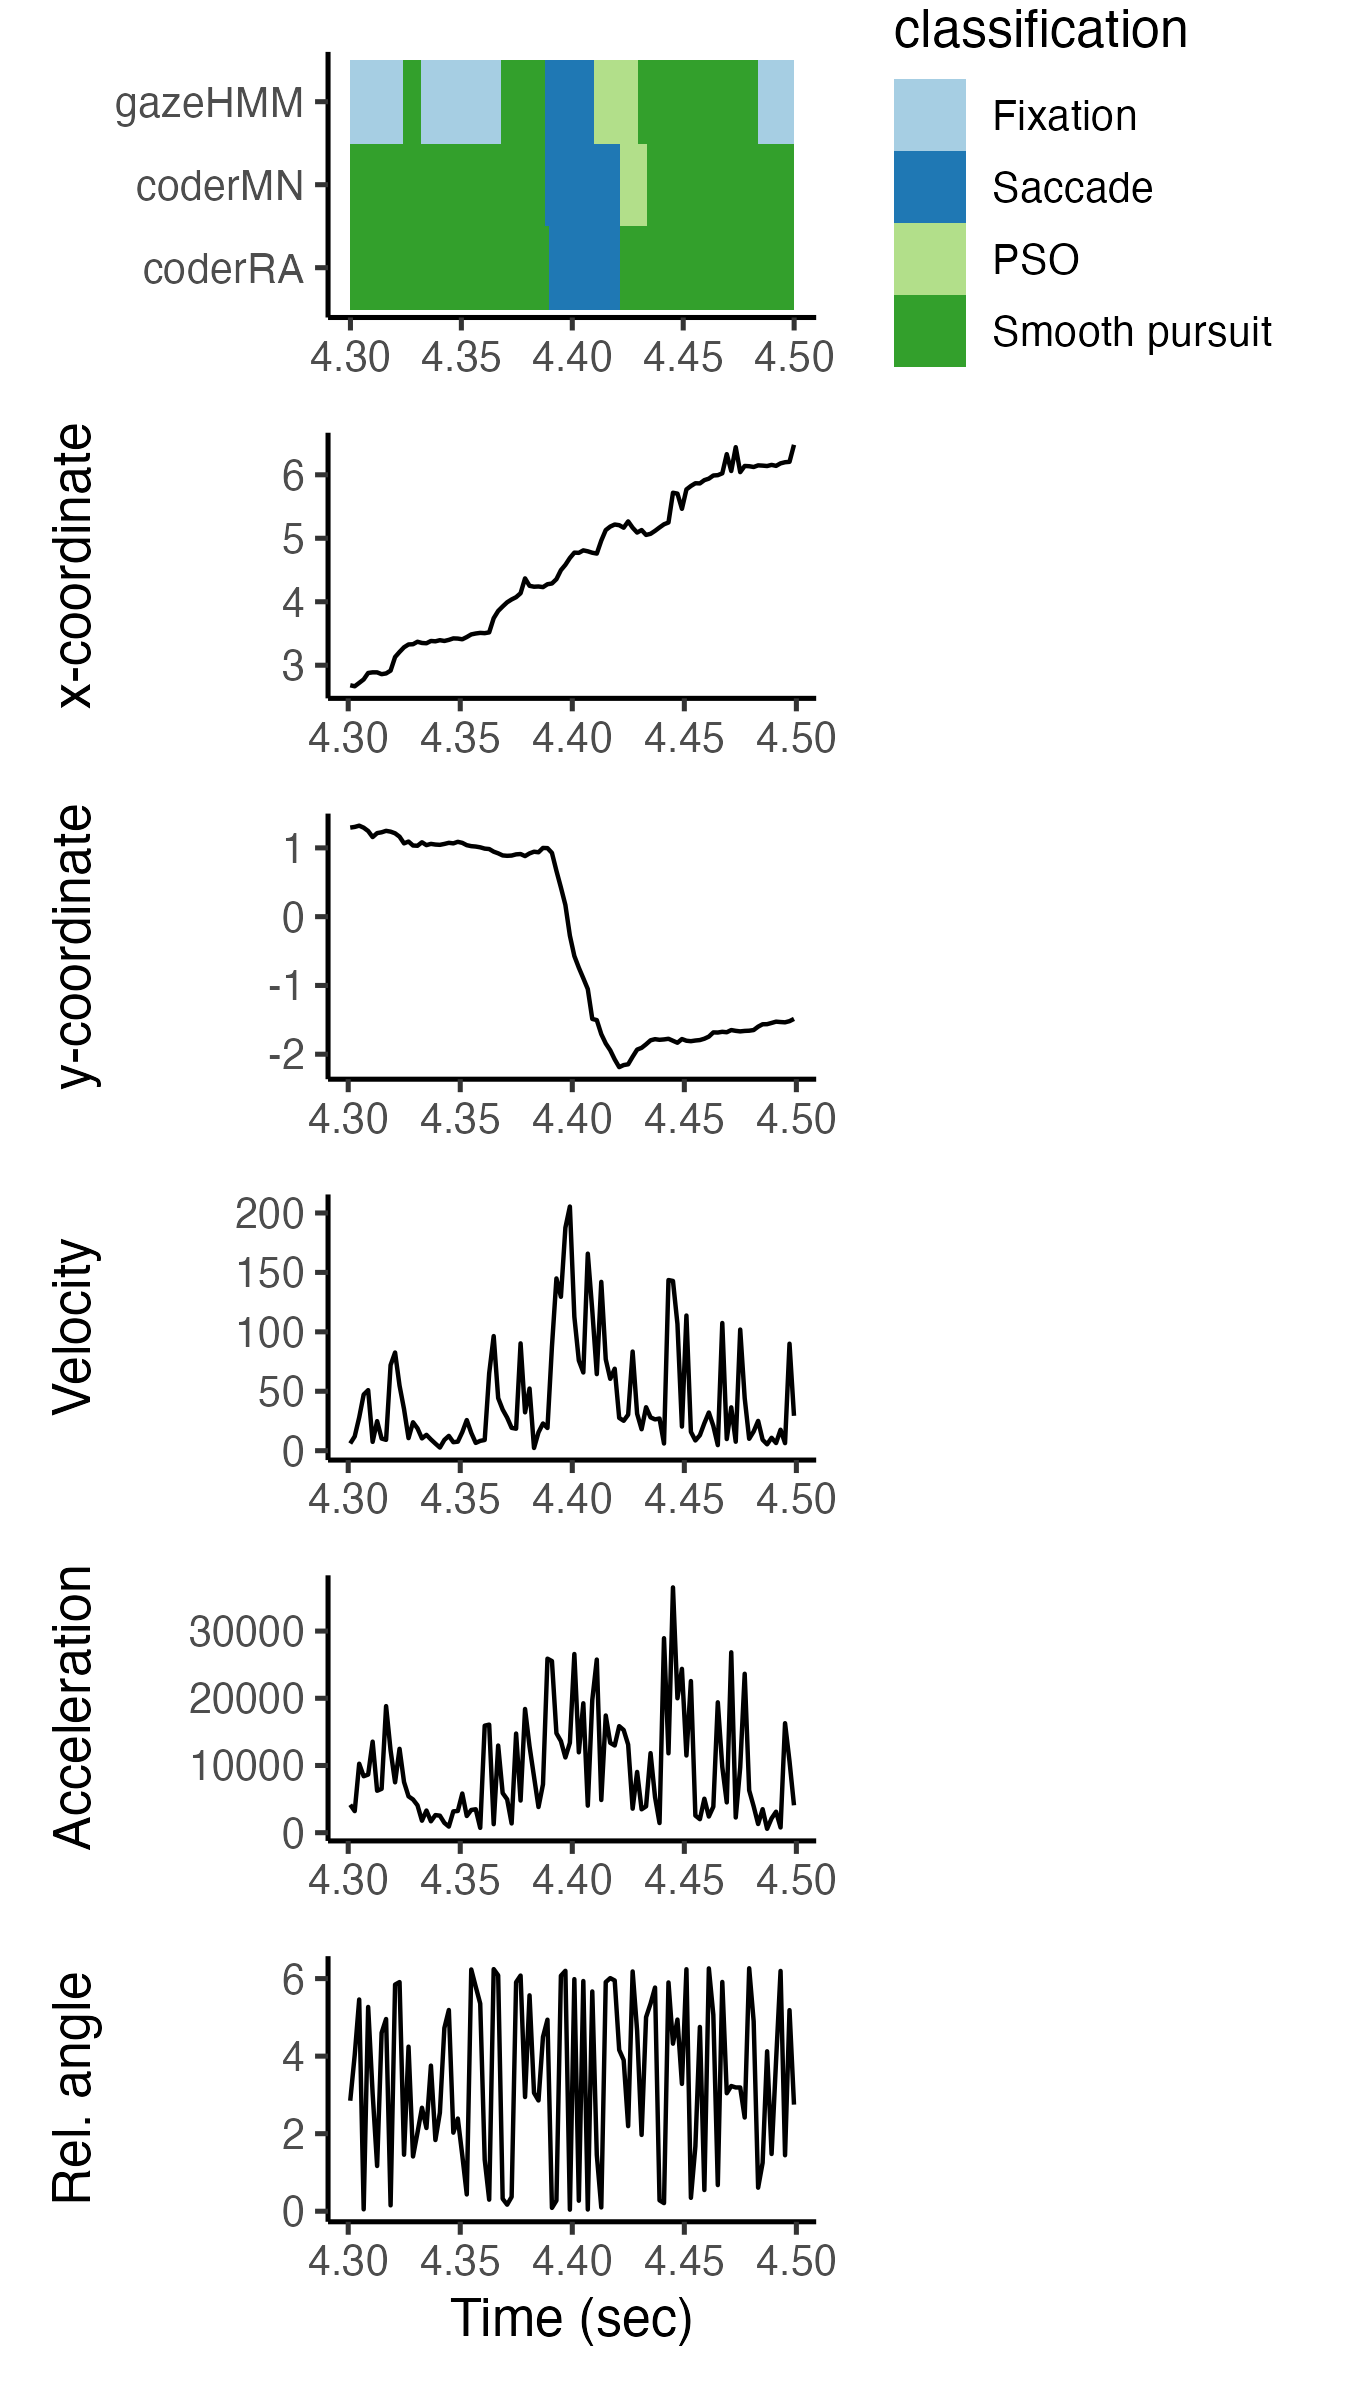 classification
Fixation
Saccade
PSO
Smooth pursuit
gazeHMM
coderMN
coderRA
4.30 4.35 4.40 4.45 4.50
x-coordinate
6
5
4
3
4.30 4.35 4.40 4.45 4.50
y-coordinate
1
0
-1
-2
4.30 4.35 4.40 4.45 4.50
Velocity
200
150
100
50
0
4.30 4.35 4.40 4.45 4.50
Acceleration
30000
20000
10000
0
4.30 4.35 4.40 4.45 4.50
Rel. angle
6
4
2
0
4.30 4.35 4.40 4.45 4.50
Time (sec)